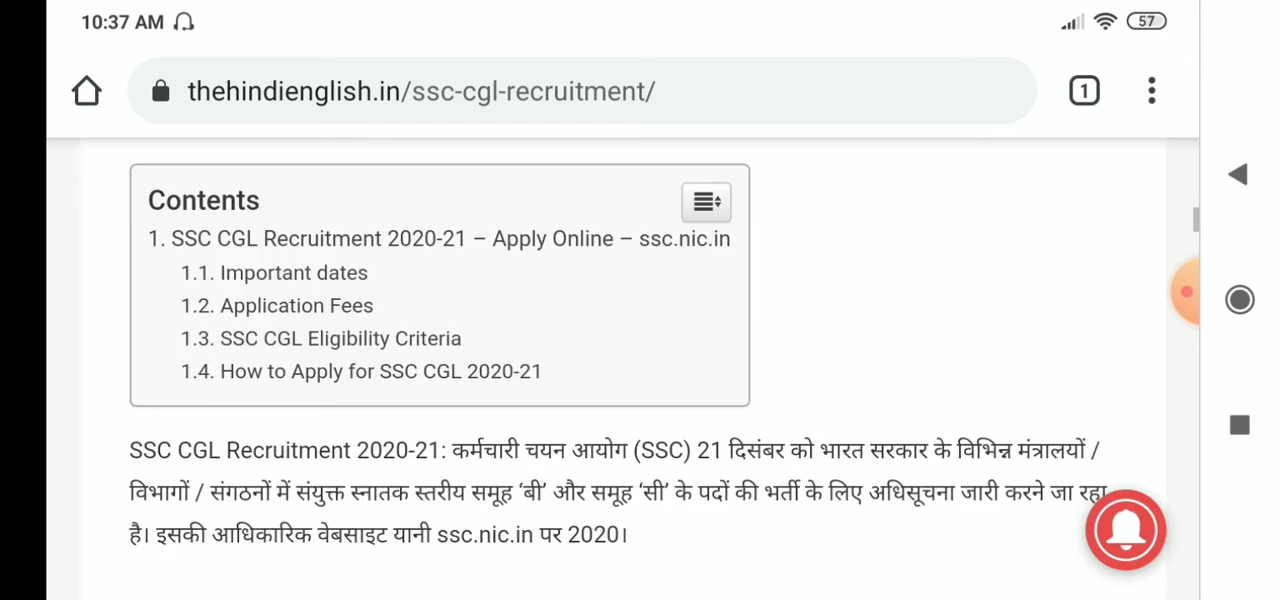 10:37 AM
57
thehindienglish.in/ssc-cgl-recruitment/
1
Contents
1. SSC CGL Recruitment 2020-21 – Apply Online – ssc.nic.in
1.1. Important dates
1.2. Application Fees
1.3. SSC CGL Eligibility Criteria
1.4. How to Apply for SSC CGL 2020-21
SSC CGL Recruitment 2020-21: कर्मचारी चयन आयोग (SSC) 21 दिसंबर को भारत सरकार के विभिन्न मंत्रालयों /
विभागों / संगठनों में संयुक्त स्नातक स्तरीय समूह ‘बी’ और समूह ‘सी’ के पदों की भर्ती के लिए अधिसूचना जारी करने जा रहा
है। इसकी आधिकारिक वेबसाइट यानी ssc.nic.in पर 2020।